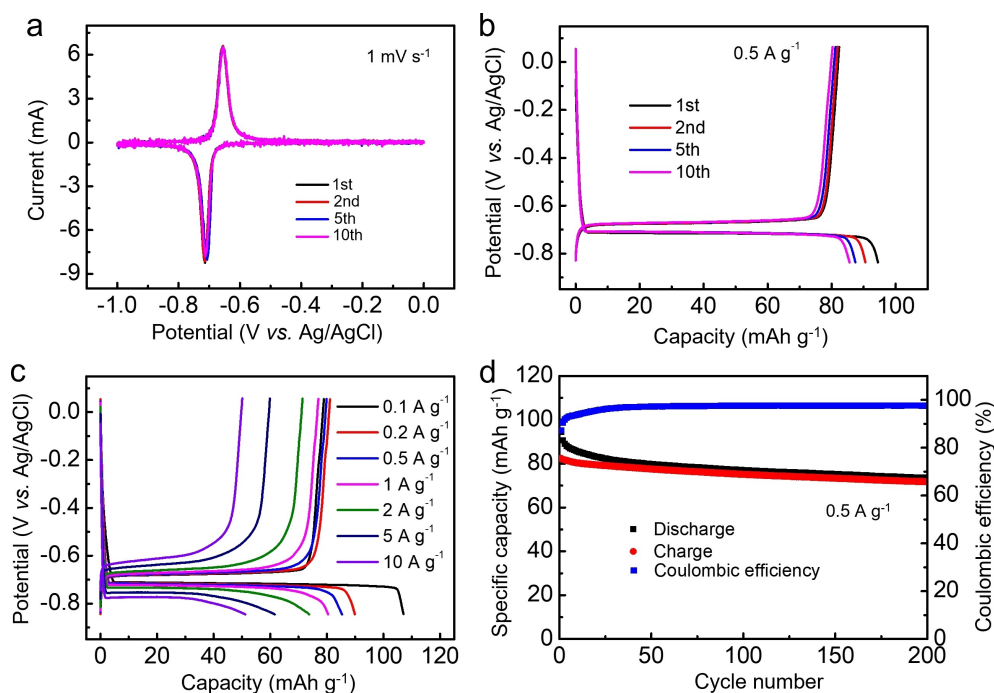 a
6
3
0
-3
-6
-9
Current (mA)
1 mV s⁻¹
1st
2nd
5th
10th
-1.0 -0.8 -0.6 -0.4 -0.2 0.0
Potential (V vs. Ag/AgCl)
b
0.0
-0.2
-0.4
-0.6
-0.8
Potential (V vs. Ag/AgCl)
0.5 A g⁻¹
1st
2nd
5th
10th
0 20 40 60 80 100
Capacity (mAh g⁻¹)
c
0.0
-0.2
-0.4
-0.6
-0.8
Potential (V vs. Ag/AgCl)
0.1 A g⁻¹
0.2 A g⁻¹
0.5 A g⁻¹
1 A g⁻¹
2 A g⁻¹
5 A g⁻¹
10 A g⁻¹
0 20 40 60 80 100 120
Capacity (mAh g⁻¹)
d
120
100
80
60
40
20
0
Specific capacity (mAh g⁻¹)
0.5 A g⁻¹
Discharge
Charge
Coulombic efficiency
100
80
60
40
20
0
Coulombic efficiency (%)
0 50 100 150 200
Cycle number